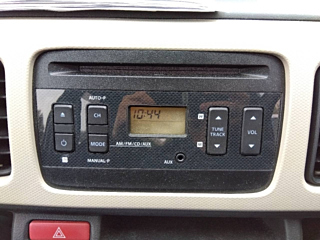 AUTO-P
10:44
CH
TUNE
TRACK
VOL
MODE
AM/FM/CD/AUX
MANUAL-P
AUX